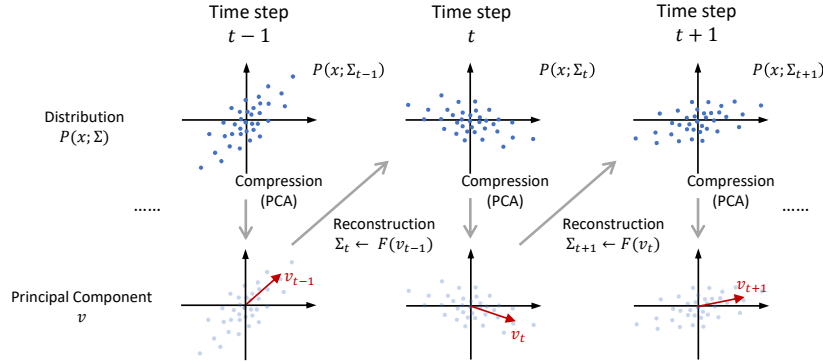 Time step
t − 1
Time step
t
Time step
t + 1
P(x; Σ_{t−1})
P(x; Σ_t)
P(x; Σ_{t+1})
Distribution
P(x; Σ)
Compression
(PCA)
Compression
(PCA)
Compression
(PCA)
......
......
Reconstruction
Σ_t ← F(v_{t−1})
Reconstruction
Σ_{t+1} ← F(v_t)
Principal Component
v
v_{t−1}
v_t
v_{t+1}